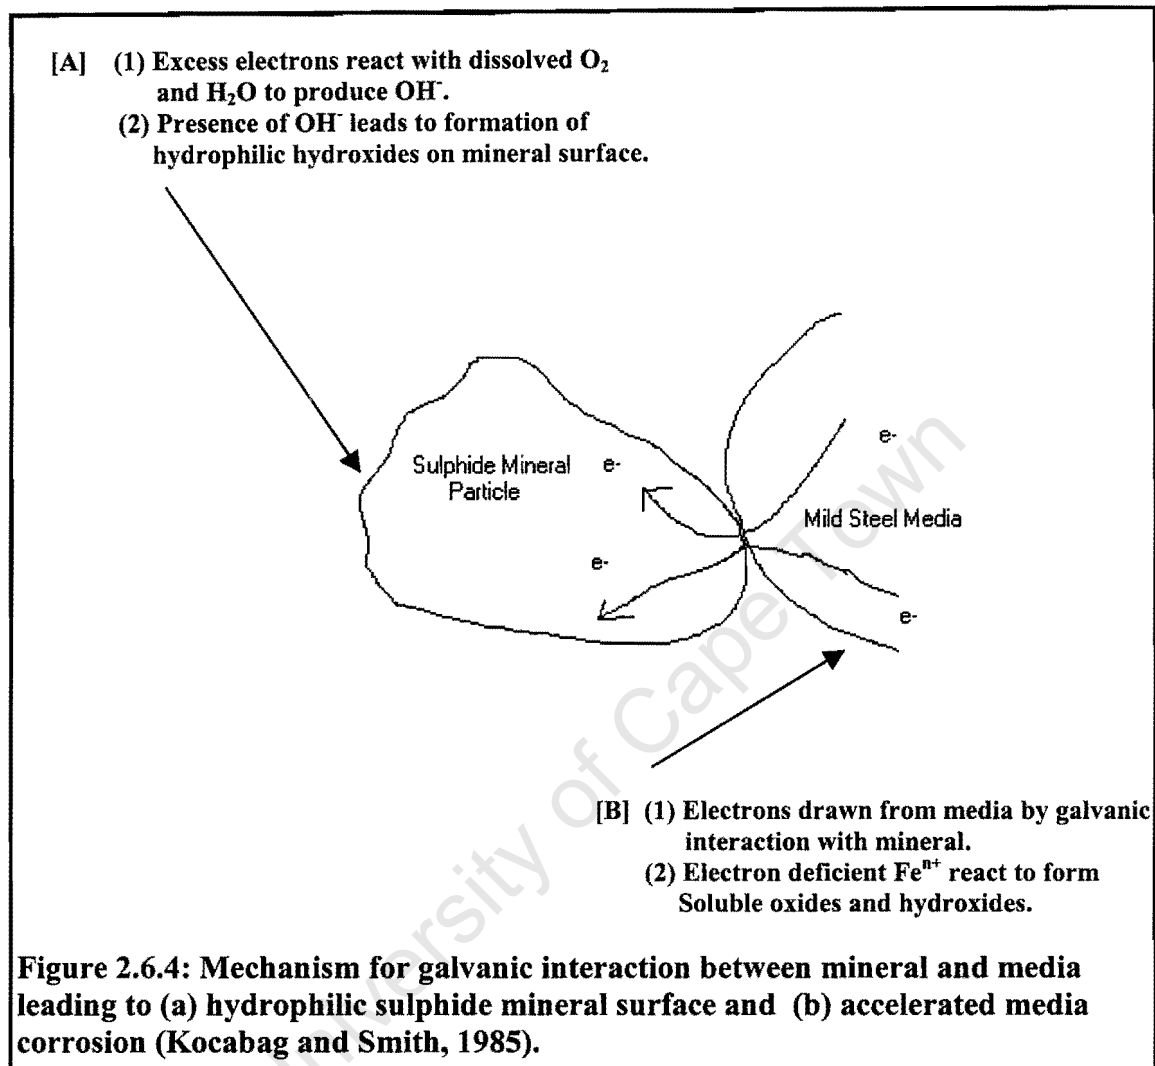 [A] (1) Excess electrons react with dissolved O₂
and H₂O to produce OH⁻.
(2) Presence of OH⁻ leads to formation of
hydrophilic hydroxides on mineral surface.
e-
Sulphide Mineral
Particle
e-
Mild Steel Media
e-
e-
[B] (1) Electrons drawn from media by galvanic
interaction with mineral.
(2) Electron deficient Feⁿ⁺ react to form
Soluble oxides and hydroxides.
Figure 2.6.4: Mechanism for galvanic interaction between mineral and media
leading to (a) hydrophilic sulphide mineral surface and (b) accelerated media
corrosion (Kocabag and Smith, 1985).
University of Cape Town